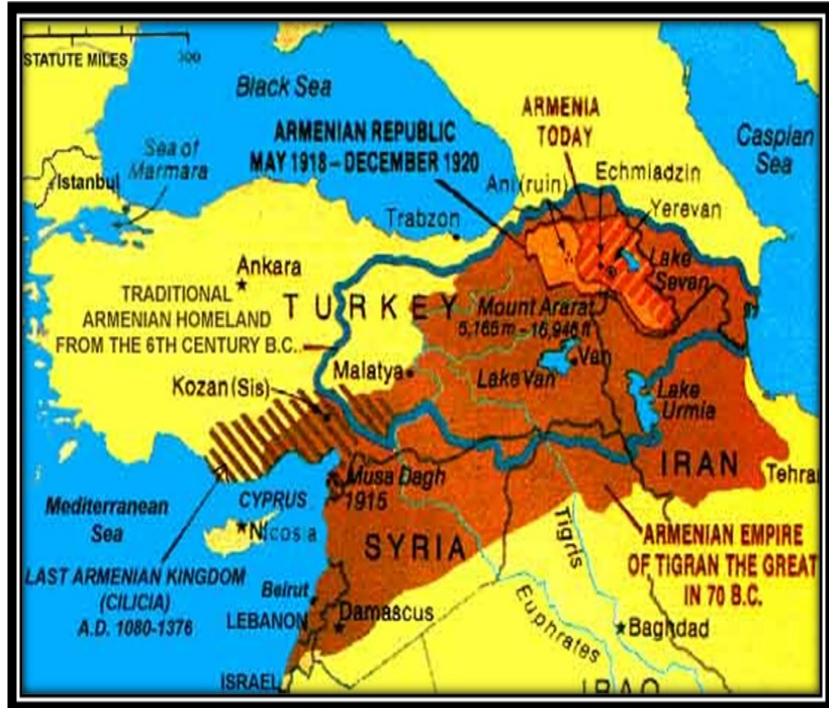 STATUTE MILES
Black Sea
ARMENIAN REPUBLIC
MAY 1918 – DECEMBER 1920
ARMENIA
TODAY
Caspian
Sea
Sea of
Marmara
Istanbul
Ani (ruin)
Echmiadzin
Yerevan
Trabzon
Lake
Sevan
Ankara
TRADITIONAL
ARMENIAN HOMELAND
FROM THE 6TH CENTURY B.C.
TURKEY
Mount Ararat
5,165 m – 16,946 ft
Malatya
Van
Lake Van
Kozan (Sis)
Lake
Urmia
IRAN
Tehra
Musa Dagh
1915
Mediterranean
Sea
CYPRUS
Nicosia
SYRIA
Tigris
ARMENIAN EMPIRE
OF TIGRAN THE GREAT
IN 70 B.C.
LAST ARMENIAN KINGDOM
(CILICIA)
A.D. 1080-1376
Beirut
LEBANON
Damascus
Euphrates
Baghdad
ISRAEL
IRAQ